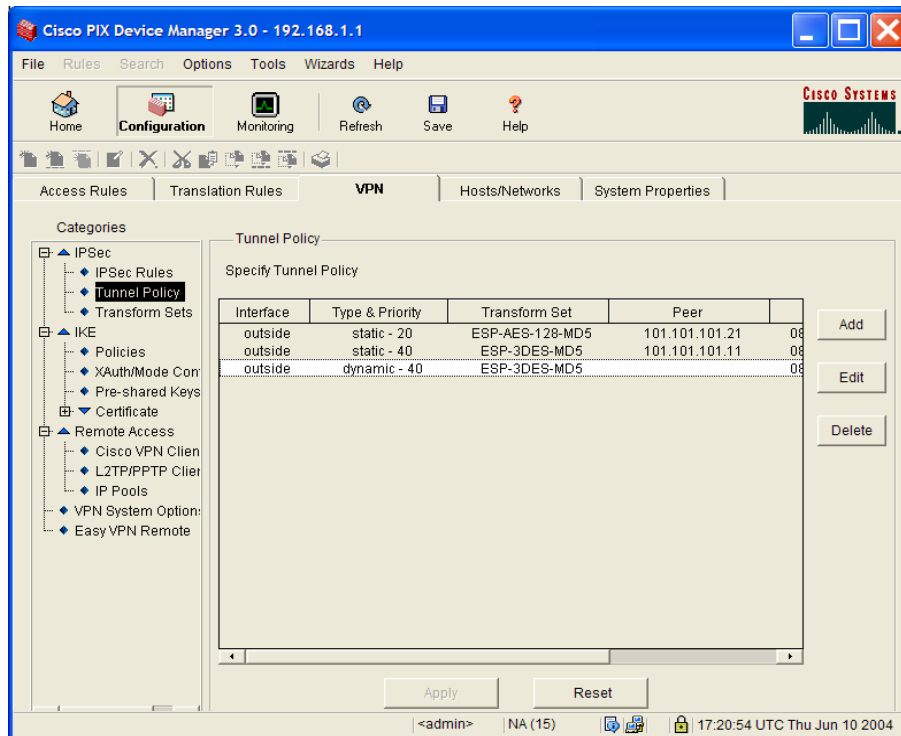 Cisco PIX Device Manager 3.0 - 192.168.1.1
File Rules Search Options Tools Wizards Help
Home Configuration Monitoring Refresh Save Help
CISCO SYSTEMS
Access Rules Translation Rules VPN Hosts/Networks System Properties
Categories
IPSec
IPSec Rules
Tunnel Policy
Transform Sets
IKE
Policies
XAuth/Mode Con
Pre-shared Keys
Certificate
Remote Access
Cisco VPN Clien
L2TP/PPTP Clier
IP Pools
VPN System Option
Easy VPN Remote
Tunnel Policy
Specify Tunnel Policy
Interface Type & Priority Transform Set Peer
outside static - 20 ESP-AES-128-MD5 101.101.101.21 08
outside static - 40 ESP-3DES-MD5 101.101.101.11 08
outside dynamic - 40 ESP-3DES-MD5 08
Add
Edit
Delete
Apply Reset
<admin> NA (15) 17:20:54 UTC Thu Jun 10 2004